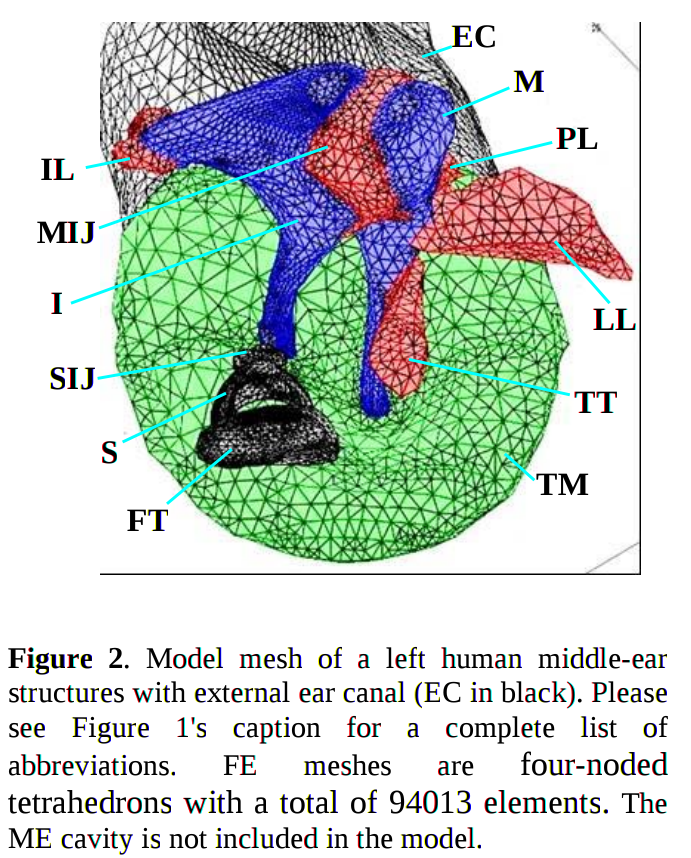 EC
M
PL
IL
MIJ
I
LL
SIJ
TT
S
TM
FT
Figure 2. Model mesh of a left human middle-ear
structures with external ear canal (EC in black). Please
see Figure 1's caption for a complete list of
abbreviations. FE meshes are four-noded
tetrahedrons with a total of 94013 elements. The
ME cavity is not included in the model.